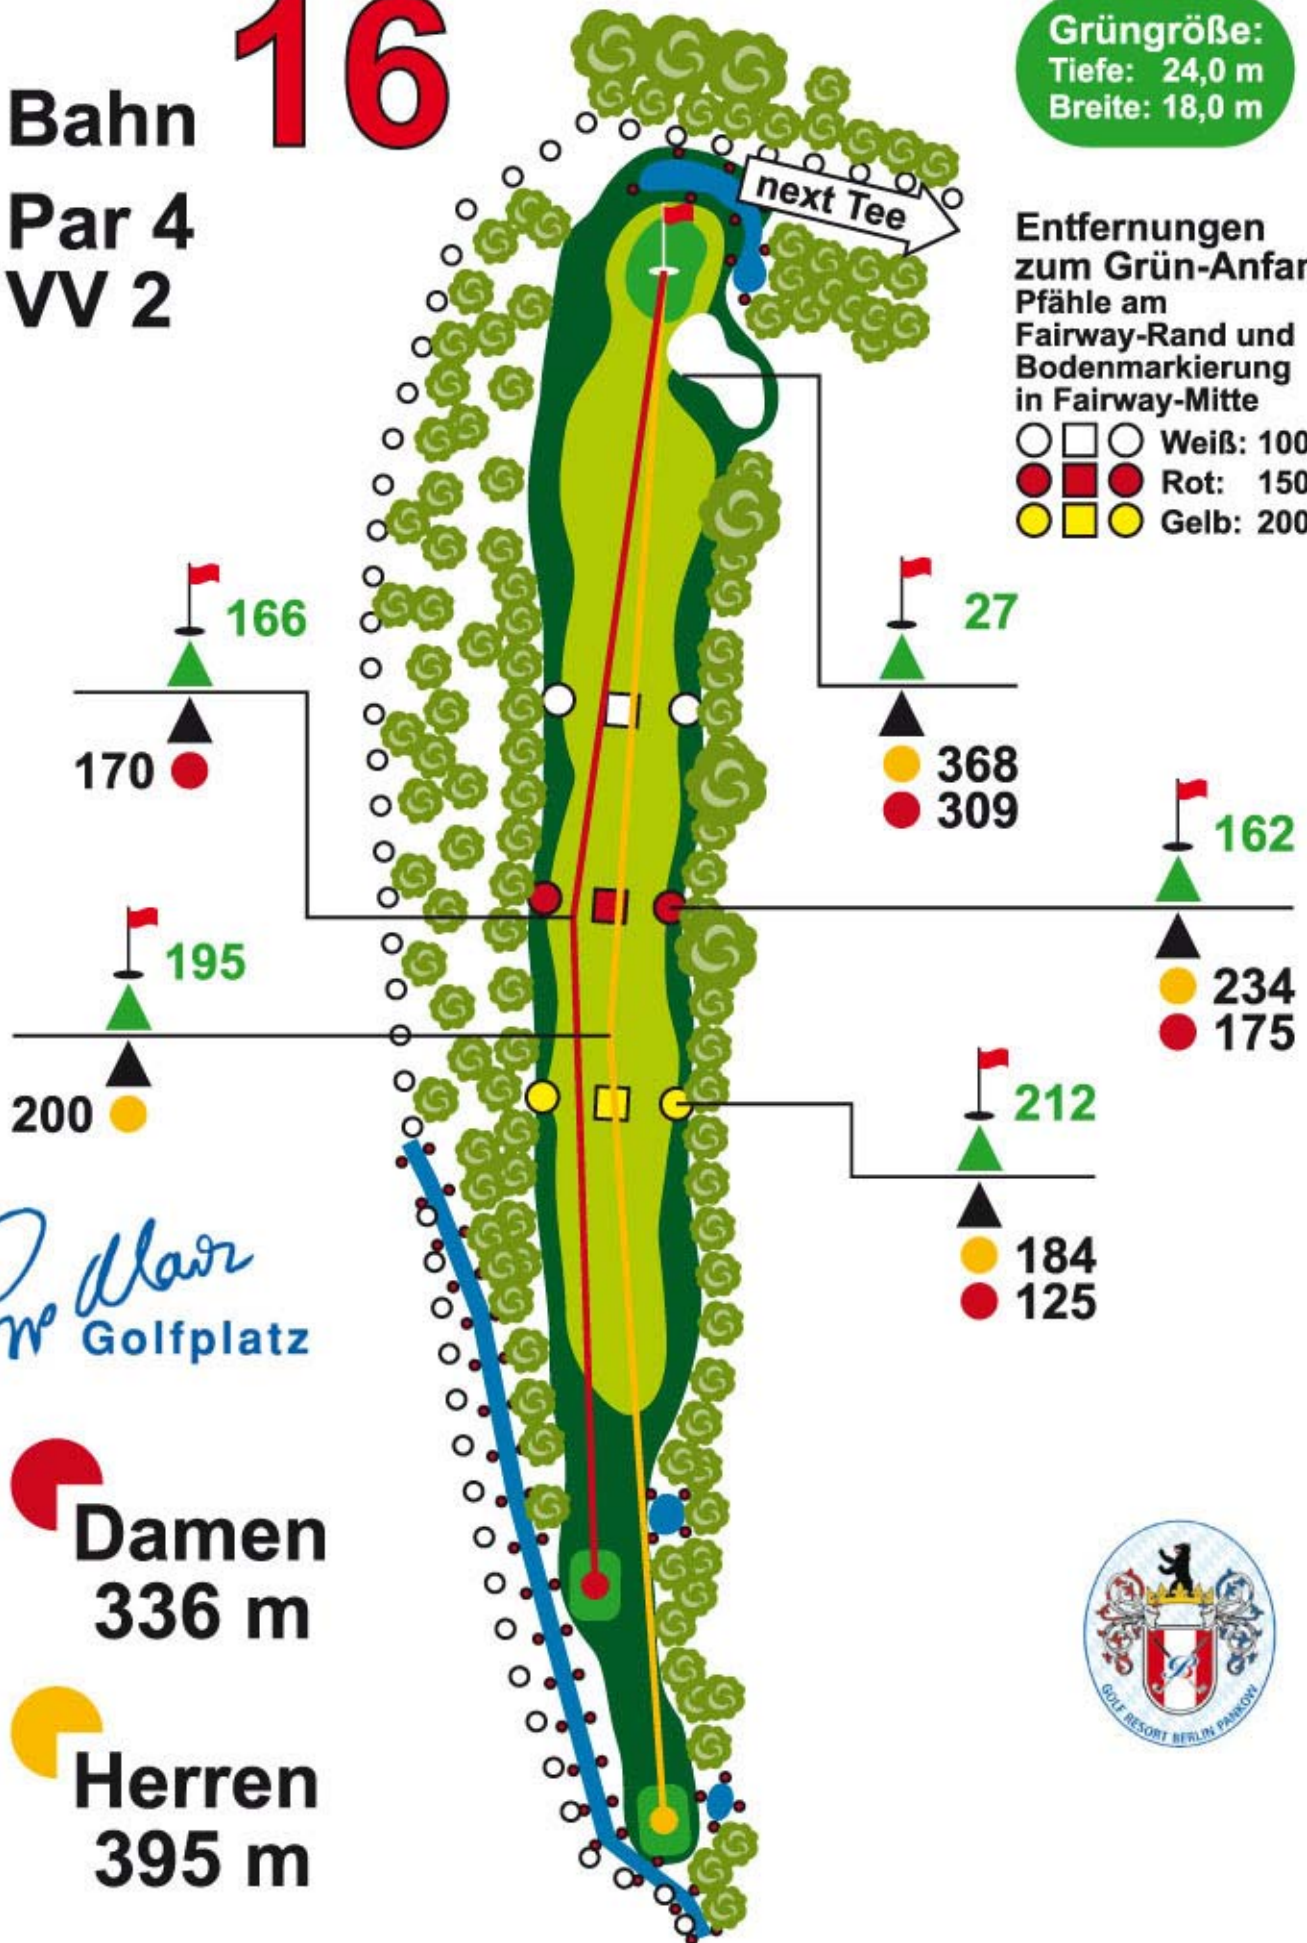 16
Bahn
Par 4
VV 2
Grüngröße:
Tiefe: 24,0 m
Breite: 18,0 m
next Tee
Entfernungen
zum Grün-Anfan
Pfähle am
Fairway-Rand und
Bodenmarkierung
in Fairway-Mitte
Weiß: 100
Rot: 150
Gelb: 200
166
170
27
368
309
162
234
175
195
200
212
184
125
Golfplatz
Damen
336 m
Herren
395 m
GOLF RESORT BERLIN PANKOW